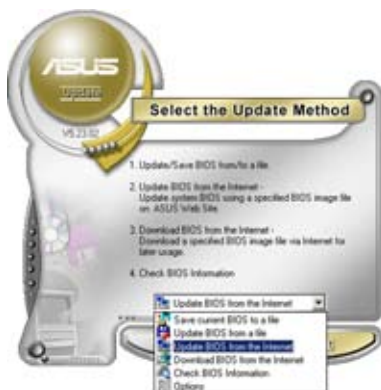 ASUS
Update
V5.23.02
Select the Update Method
1. Update/Save BIOS from/to a file.
2. Update BIOS from the Internet -
Update system BIOS using a specified BIOS image file
on ASUS Web Site.
3. Download BIOS from the Internet -
Download a specified BIOS image file via Internet for
later usage.
4. Check BIOS Information
Update BIOS from the Internet
Save current BIOS to a file
Update BIOS from a file
Update BIOS from the Internet
Download BIOS from the Internet
Check BIOS Information
Options